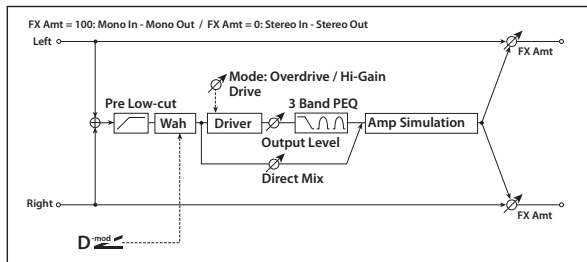 FX Amt = 100: Mono In - Mono Out / FX Amt = 0: Stereo In - Stereo Out
Left
FX Amt
Mode: Overdrive / Hi-Gain
Drive
Pre Low-cut
3 Band PEQ
Wah
Driver
Amp Simulation
Output Level
Direct Mix
Right
FX Amt
D-mod